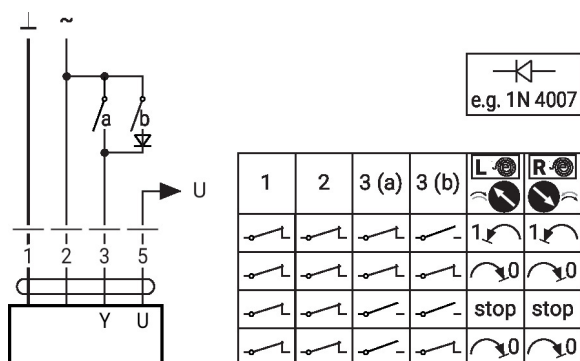 ⊥ ~
a b
U
1 2 3 5
Y U
e.g. 1N 4007
1 2 3 (a) 3 (b) L R
1 1
0 0
stop stop
0 0